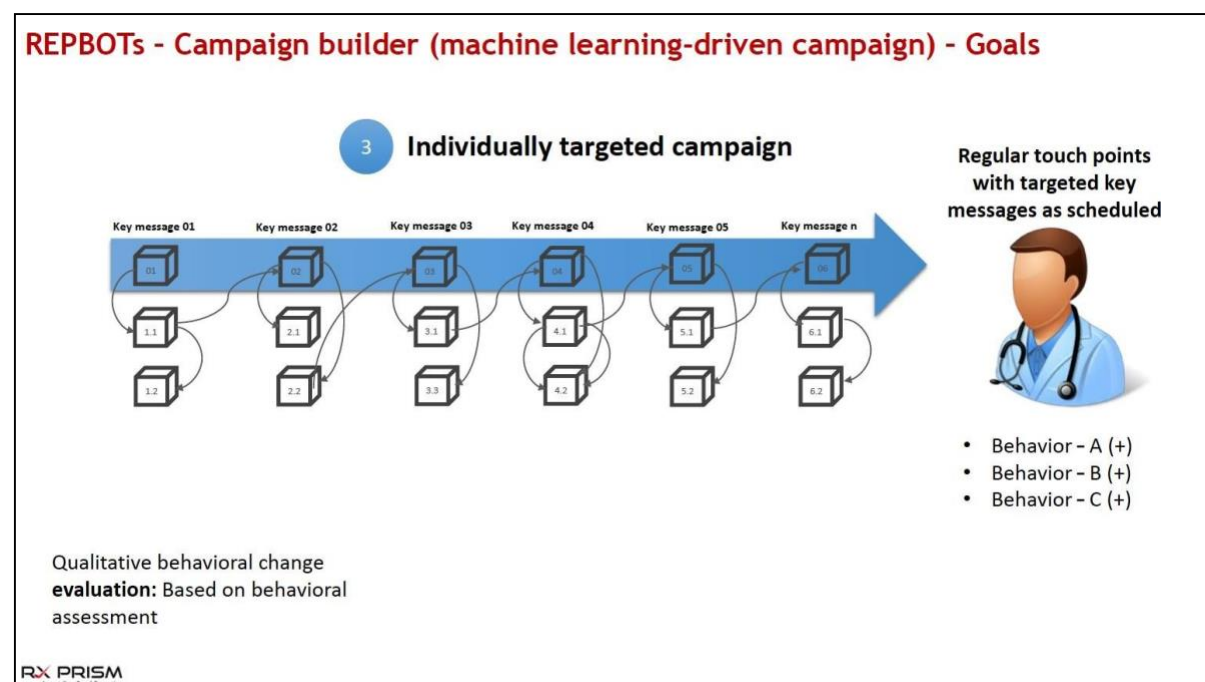 REPBOTs - Campaign builder (machine learning-driven campaign) - Goals
3
Individually targeted campaign
Regular touch points
with targeted key
messages as scheduled
Key message 01
Key message 02
Key message 03
Key message 04
Key message 05
Key message n
01
02
03
04
05
06
1.1
2.1
3.1
4.1
5.1
6.1
1.2
2.2
3.3
4.2
5.2
6.2
• Behavior – A (+)
• Behavior – B (+)
• Behavior – C (+)
Qualitative behavioral change
evaluation: Based on behavioral
assessment
RX PRISM